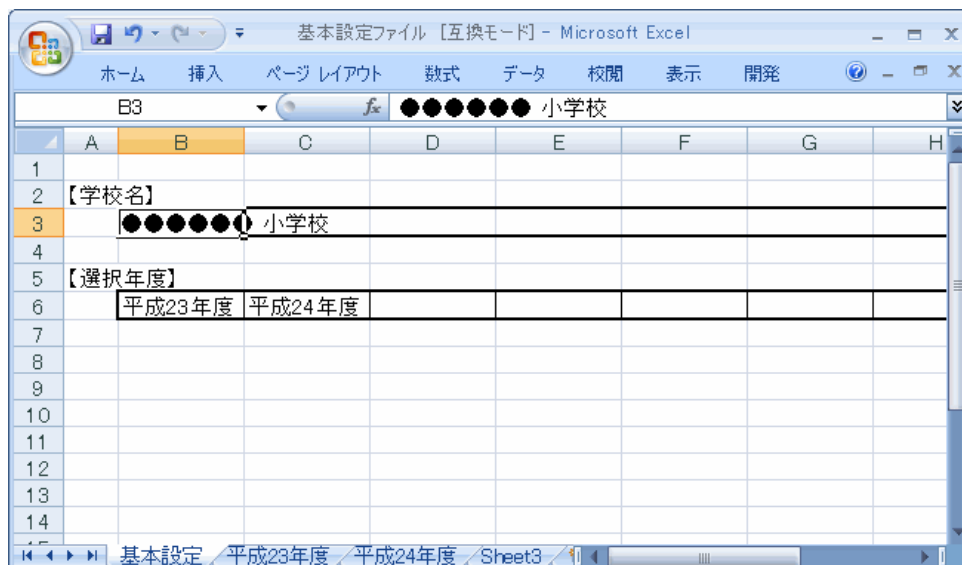 基本設定ファイル [互換モード] - Microsoft Excel
ホーム 挿入 ページ レイアウト 数式 データ 校閲 表示 開発
B3 fx ●●●●●● 小学校
A B C D E F G H
1
2 【学校名】
3 ●●●●●● 小学校
4
5 【選択年度】
6 平成23年度 平成24年度
7
8
9
10
11
12
13
14
15
基本設定 平成23年度 平成24年度 Sheet3